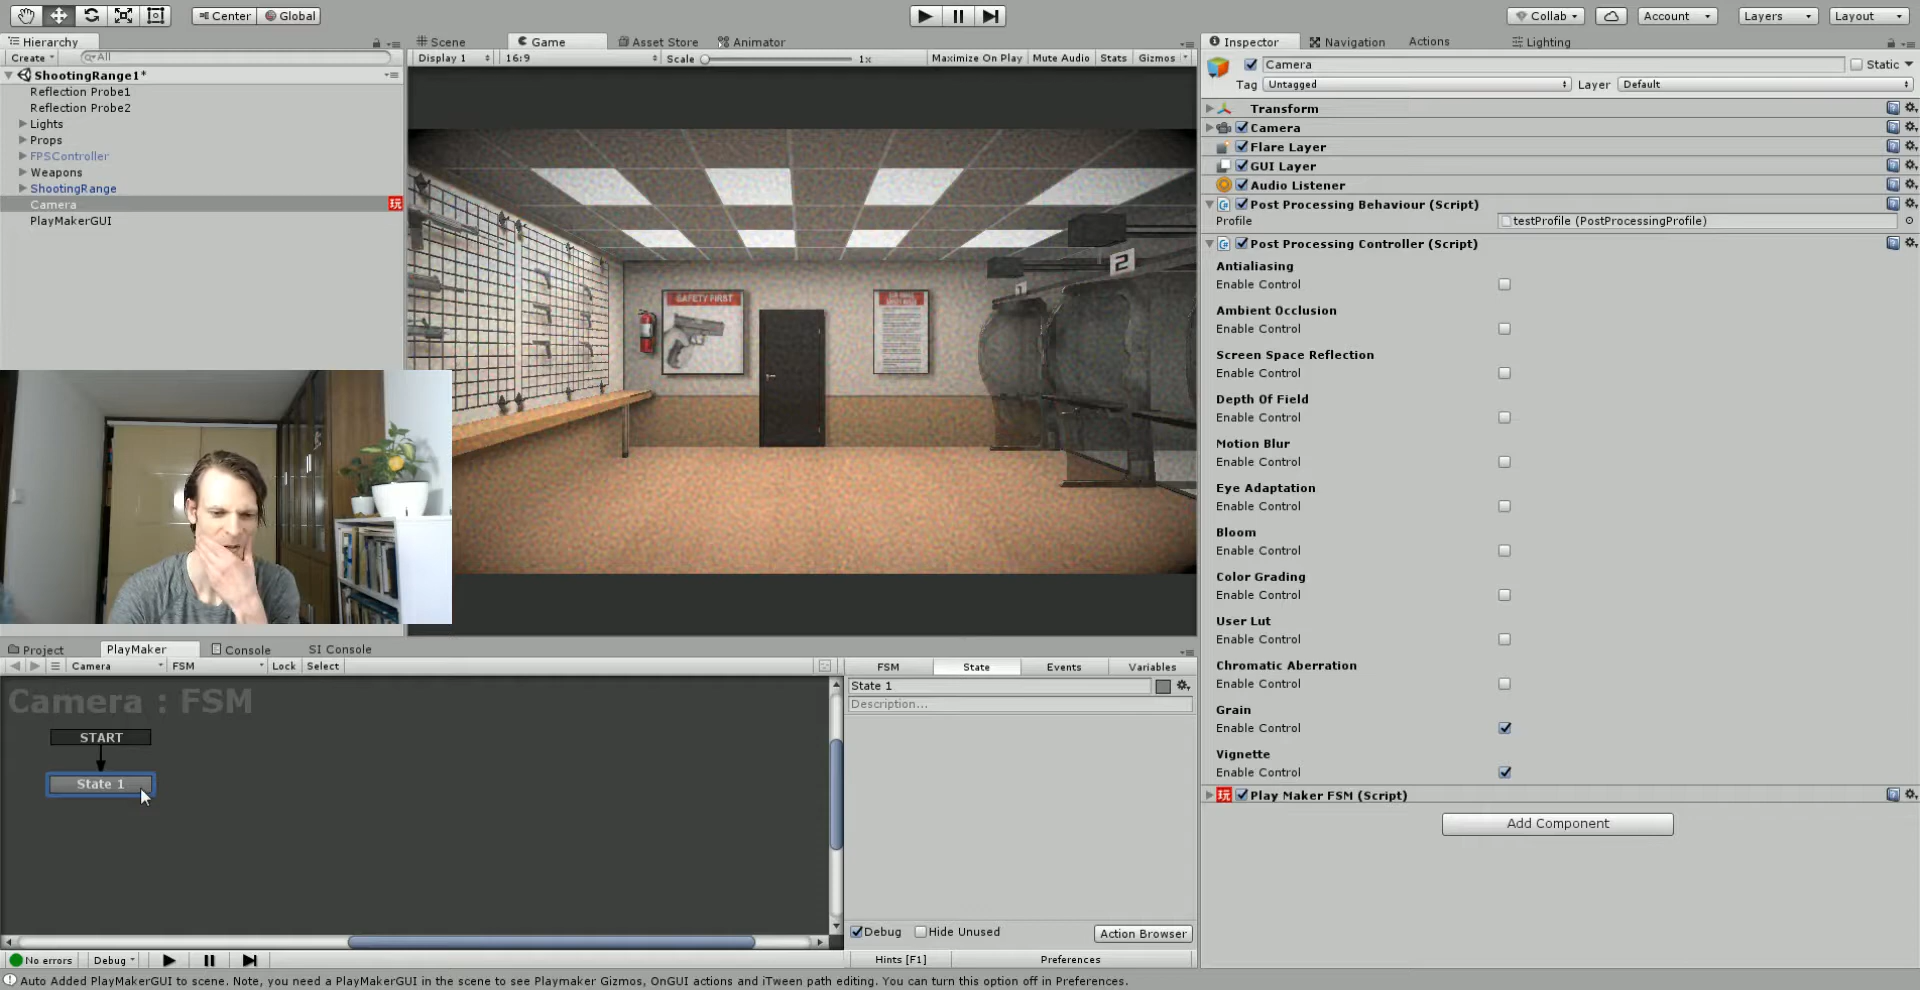 Center Global
Collab Account Layers Layout
Hierarchy
Create All
ShootingRange1*
Reflection Probe1
Reflection Probe2
Lights
Props
FPSController
Weapons
ShootingRange
Camera 玩
PlayMakerGUI
Scene Game Asset Store Animator
Display 1 16:9 Scale 1x Maximize On Play Mute Audio Stats Gizmos
SAFETY FIRST
2
1
Inspector Navigation Actions Lighting
Camera Static
Tag Untagged Layer Default
Transform
Camera
Flare Layer
GUI Layer
Audio Listener
Post Processing Behaviour (Script)
Profile testProfile (PostProcessingProfile)
Post Processing Controller (Script)
Antialiasing
Enable Control
Ambient Occlusion
Enable Control
Screen Space Reflection
Enable Control
Depth Of Field
Enable Control
Motion Blur
Enable Control
Eye Adaptation
Enable Control
Bloom
Enable Control
Color Grading
Enable Control
User Lut
Enable Control
Chromatic Aberration
Enable Control
Grain
Enable Control
Vignette
Enable Control
玩 Play Maker FSM (Script)
Add Component
Project PlayMaker Console SI Console
Camera FSM Lock Select
Camera : FSM
START
State 1
FSM State Events Variables
State 1
Description...
Debug Hide Unused Action Browser
No errors Debug Hints [F1] Preferences
Auto Added PlayMakerGUI to scene. Note, you need a PlayMakerGUI in the scene to see Playmaker Gizmos, OnGUI actions and iTween path editing. You can turn this option off in Preferences.